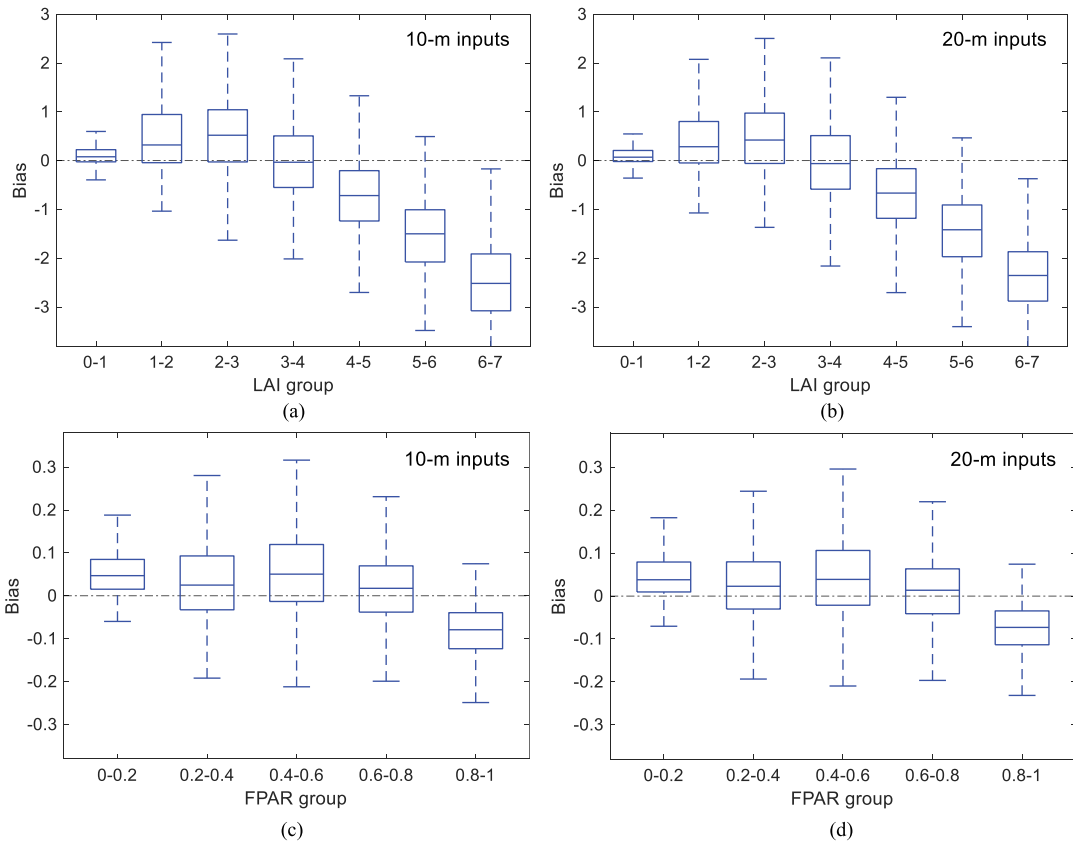 10-m inputs
3
2
1
0
-1
-2
-3
Bias
0-1 1-2 2-3 3-4 4-5 5-6 6-7
LAI group
(a)
20-m inputs
3
2
1
0
-1
-2
-3
Bias
0-1 1-2 2-3 3-4 4-5 5-6 6-7
LAI group
(b)
10-m inputs
0.3
0.2
0.1
0
-0.1
-0.2
-0.3
Bias
0-0.2 0.2-0.4 0.4-0.6 0.6-0.8 0.8-1
FPAR group
(c)
20-m inputs
0.3
0.2
0.1
0
-0.1
-0.2
-0.3
Bias
0-0.2 0.2-0.4 0.4-0.6 0.6-0.8 0.8-1
FPAR group
(d)